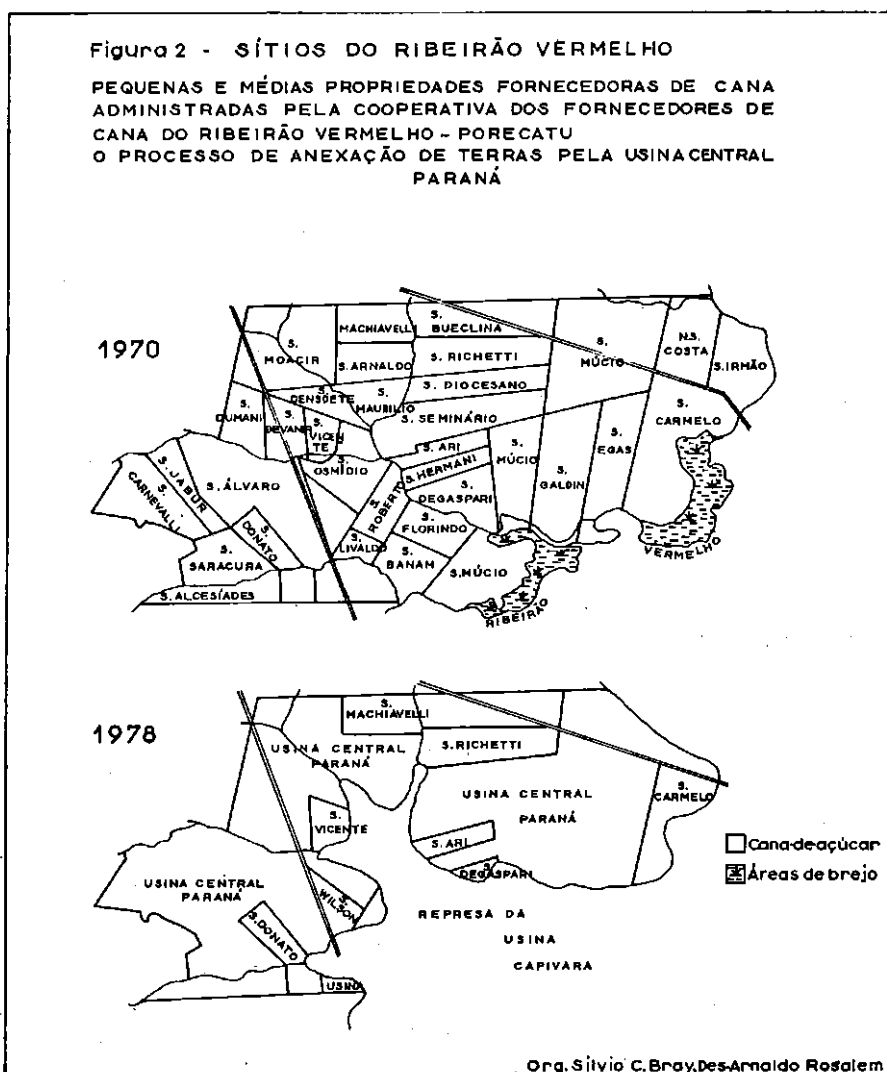 Figura 2 - SÍTIOS DO RIBEIRÃO VERMELHO
PEQUENAS E MÉDIAS PROPRIEDADES FORNECEDORAS DE CANA
ADMINISTRADAS PELA COOPERATIVA DOS FORNECEDORES DE
CANA DO RIBEIRÃO VERMELHO - PORECATU
O PROCESSO DE ANEXAÇÃO DE TERRAS PELA USINA CENTRAL
PARANÁ
1970
S.
MOACIR
MACHIAVELLI
S.
BUECLINA
S. ARNALDO
S. RICHETTI
S.
MÚCIO
N.S.
COSTA
S. IRMÃO
S.
DENSDETE
S.
MAURILIO
S. DIOCESANO
S. SEMINÁRIO
S.
CARMELO
S.
DUMANI
S.
DEVANIR
S.
VICEN
TE
S.
OSMÍDIO
S. ARI
S. HERMANI
S.
DEGASPARI
S.
MÚCIO
S.
GALDIN
S.
EGAS
S. JABUR
S.
CARNEVALLI
S. ÁLVARO
S.
DONATO
S.
ROBERTO
S.
FLORINDO
S.
LIVALDO
S.
BANAM
S. MÚCIO
S.
SARACURA
S. ALCESÍADES
RIBEIRÃO
VERMELHO
1978
S.
MACHIAVELLI
USINA CENTRAL
PARANÁ
S. RICHETTI
USINA CENTRAL
PARANÁ
S.
CARMELO
S.
VICENTE
S. ARI
S.
DEGASPARI
USINA CENTRAL
PARANÁ
S.
WILSON
S. DONATO
USINA
REPRESA DA
USINA
CAPIVARA
Cana-de-açúcar
Áreas de brejo
Org. Sílvio C. Bray, Des-Arnaldo Rosalem